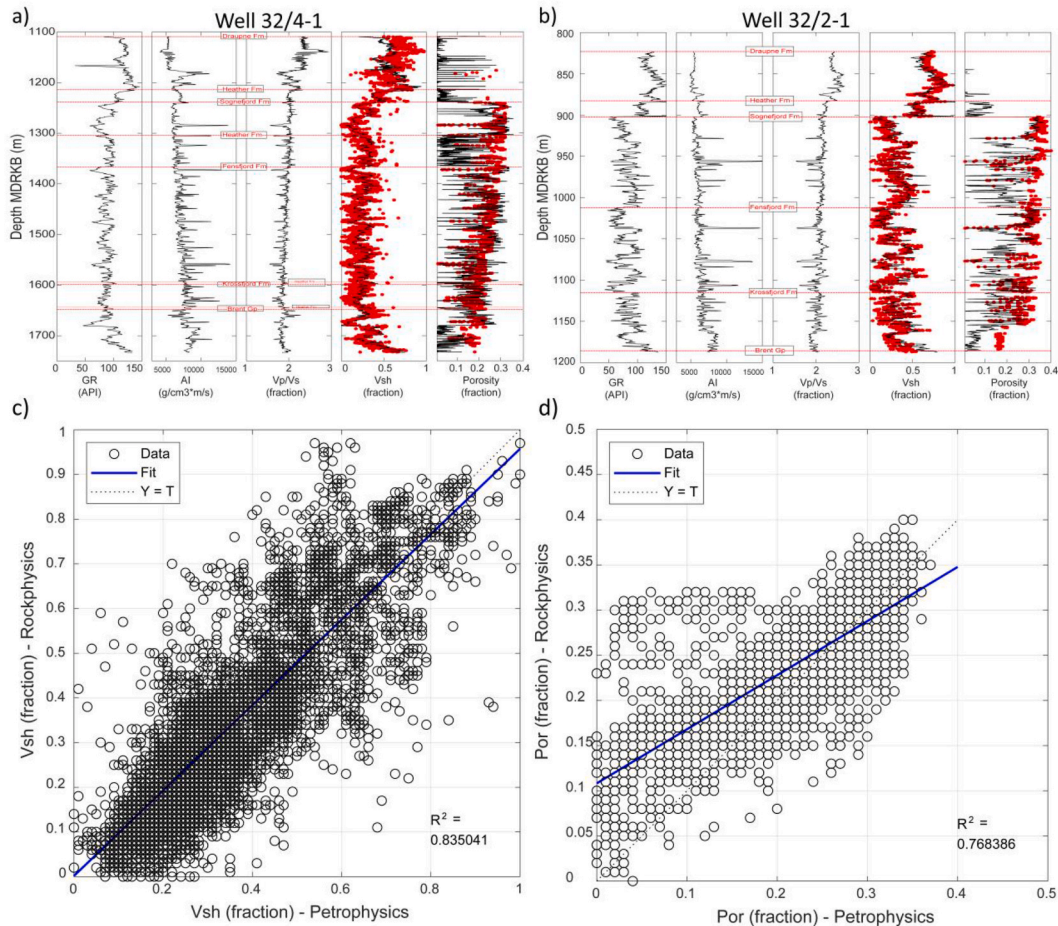 a)
Well 32/4-1
b)
Well 32/2-1
Depth MDRKB (m)
1100
1200
1300
1400
1500
1600
1700
Draupne Fm
Heather Fm
Sognefjord Fm
Heather Fm
Fensfjord Fm
Krossfjord Fm
Brent Gp
0 50 100 150
5000 10000 15000
1 2 3
0 0.5 1
0.1 0.2 0.3 0.4
GR
(API)
AI
(g/cm3*m/s)
Vp/Vs
(fraction)
Vsh
(fraction)
Porosity
(fraction)
Depth MDRKB (m)
800
850
900
950
1000
1050
1100
1150
1200
Draupne Fm
Heather Fm
Sognefjord Fm
Fensfjord Fm
Krossfjord Fm
Brent Gp
0 50 100 150
5000 10000 15000
1 2 3
0 0.5 1
0 0.1 0.2 0.3 0.4
GR
(API)
AI
(g/cm3*m/s)
Vp/Vs
(fraction)
Vsh
(fraction)
Porosity
(fraction)
c)
Data
Fit
Y = T
Vsh (fraction) - Rockphysics
1
0.9
0.8
0.7
0.6
0.5
0.4
0.3
0.2
0.1
0
R² =
0.835041
0 0.2 0.4 0.6 0.8 1
Vsh (fraction) - Petrophysics
d)
Data
Fit
Y = T
Por (fraction) - Rockphysics
0.5
0.45
0.4
0.35
0.3
0.25
0.2
0.15
0.1
0.05
0
R² =
0.768386
0 0.1 0.2 0.3 0.4 0.5
Por (fraction) - Petrophysics